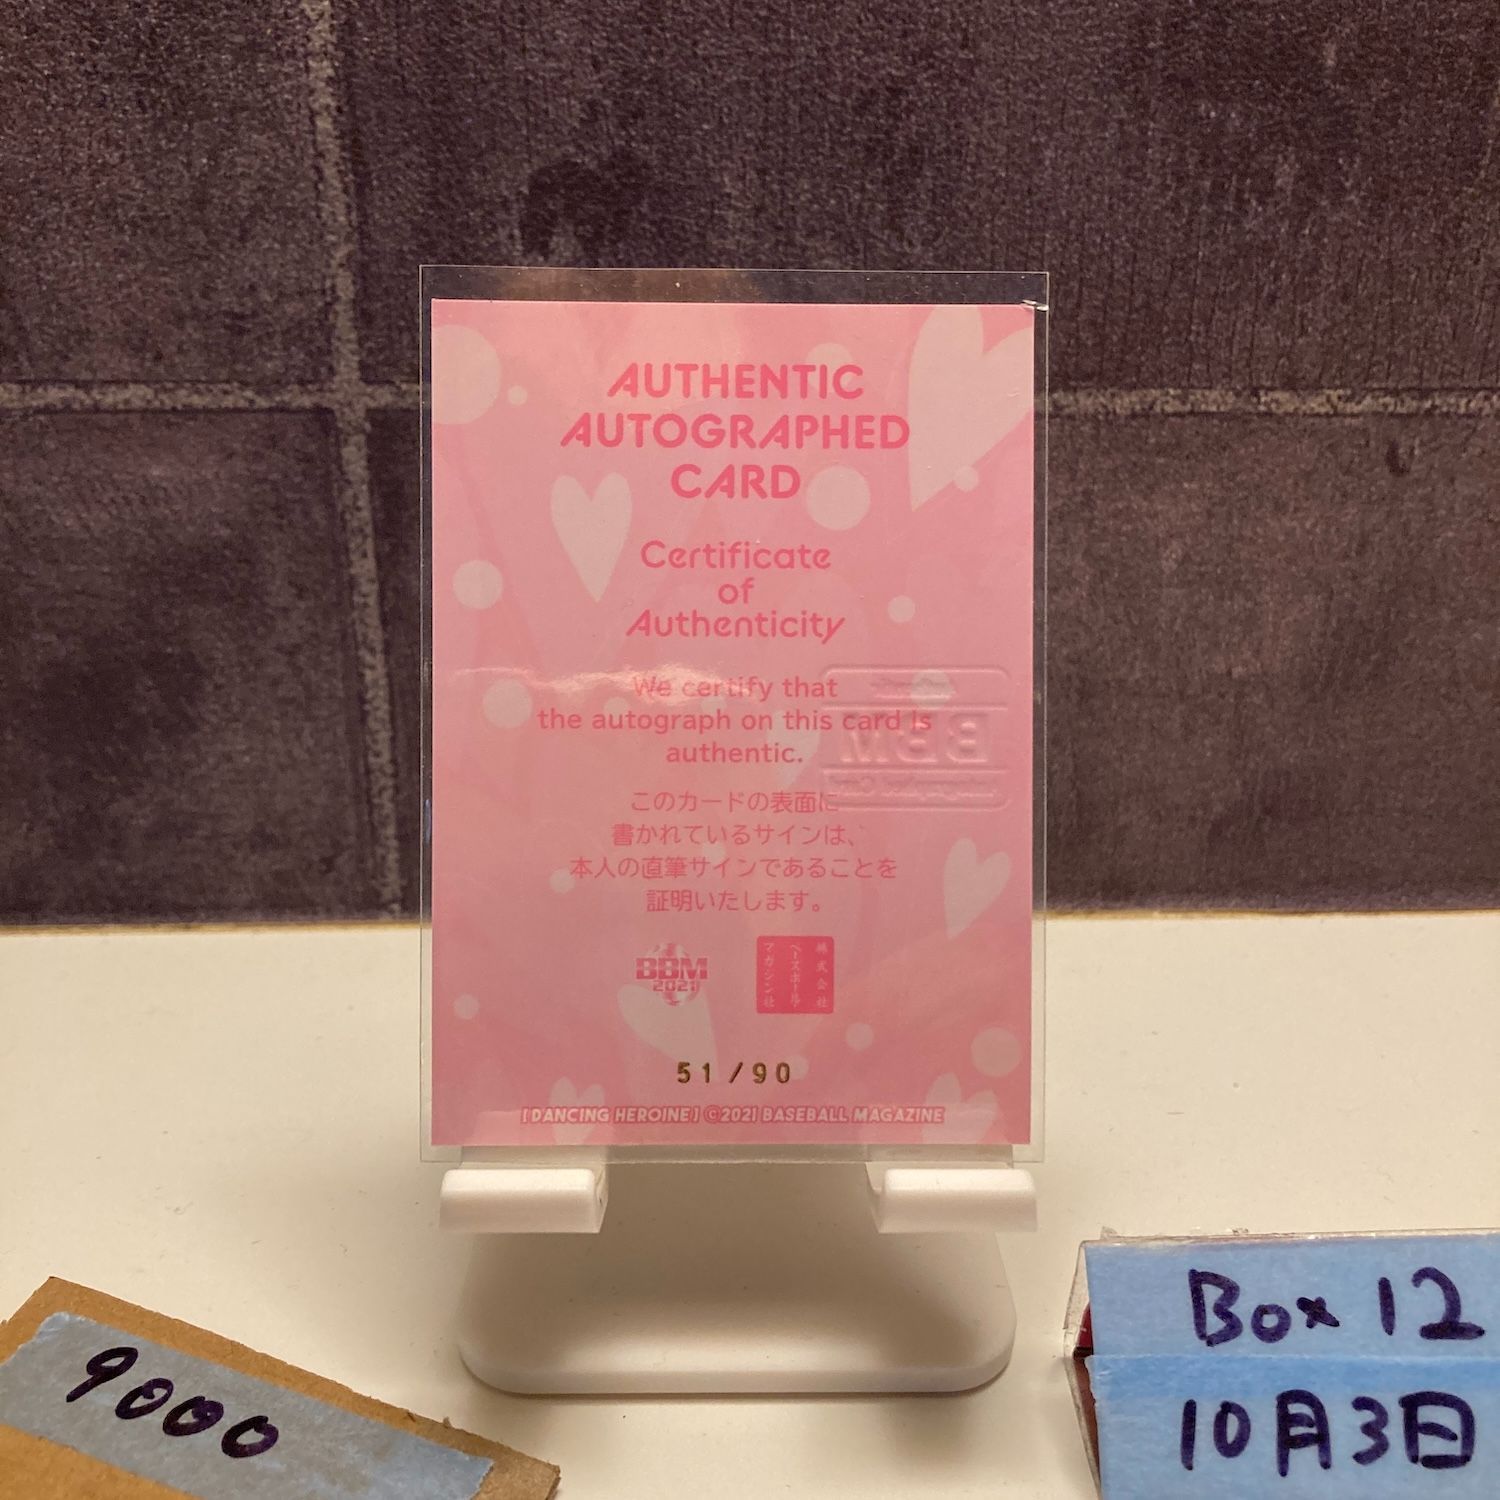 AUTHENTIC
AUTOGRAPHED
CARD
Certificate
of
Authenticity
We certify that
the autograph on this card is
authentic.
このカードの表面に
書かれているサインは、
本人の直筆サインであることを
証明いたします。
BBM
2021
株式会社
ベースボール
マガジン社
BBM
51/90
[DANCING HEROINE] ©2021 BASEBALL MAGAZINE
9000
Box 12
10月3日